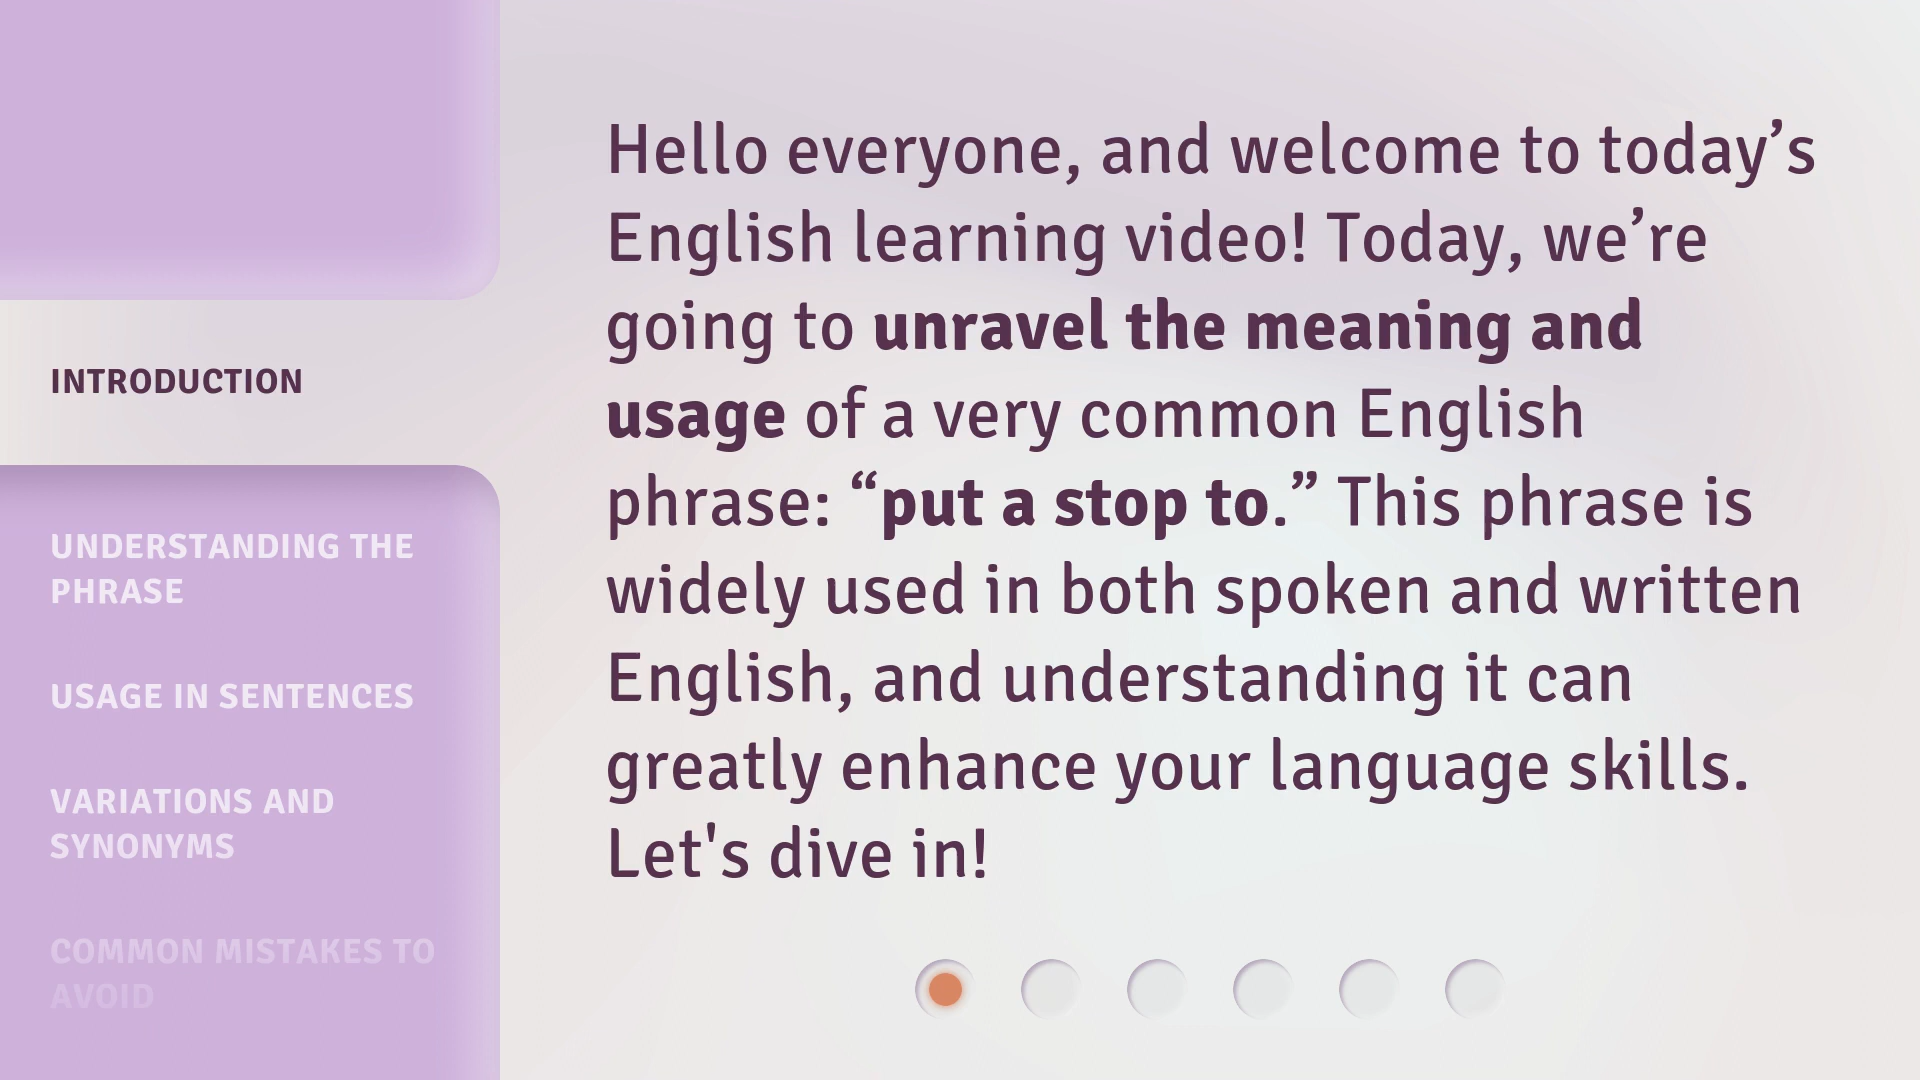 INTRODUCTION
UNDERSTANDING THE
PHRASE
USAGE IN SENTENCES
VARIATIONS AND
SYNONYMS
COMMON MISTAKES TO
AVOID
Hello everyone, and welcome to today’s
English learning video! Today, we’re
going to unravel the meaning and
usage of a very common English
phrase: “put a stop to.” This phrase is
widely used in both spoken and written
English, and understanding it can
greatly enhance your language skills.
Let's dive in!